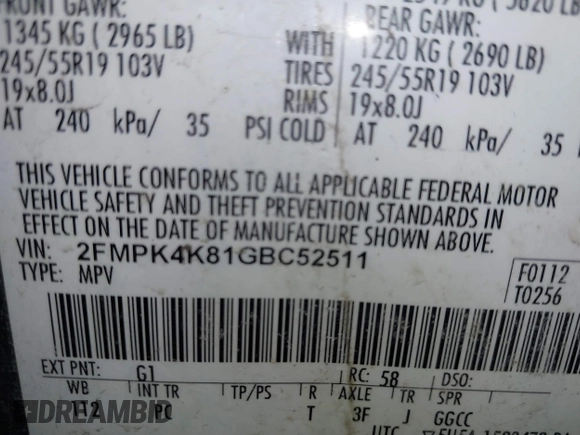 FRONT GAWR:
1345 KG ( 2965 LB)
245/55R19 103V
19x8.0J
AT 240 kPa/ 35 PSI COLD
WITH
TIRES
RIMS
REAR GAWR:
1220 KG ( 2690 LB)
245/55R19 103V
19x8.0J
AT 240 kPa/ 35
THIS VEHICLE CONFORMS TO ALL APPLICABLE FEDERAL MOTOR
VEHICLE SAFETY AND THEFT PREVENTION STANDARDS IN
EFFECT ON THE DATE OF MANUFACTURE SHOWN ABOVE.
VIN: 2FMPK4K81GBC52511
TYPE: MPV
F0112
T0256
EXT PNT: G1 RC: 58 DSO:
WB INT TR TP/PS R AXLE TR SPR
112 PC T 3F J GGCC
UTC
DREAMBID